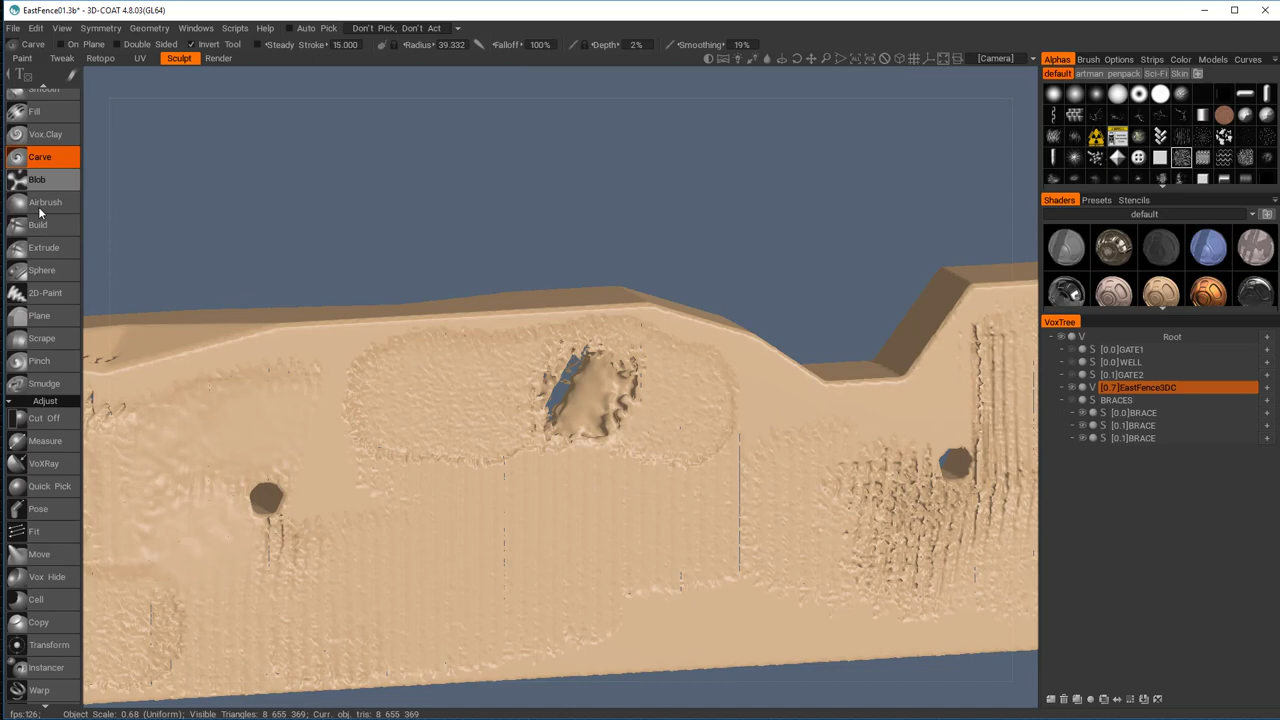 EastFence01.3b* - 3D-COAT 4.8.03(GL64)
File Edit View Symmetry Geometry Windows Scripts Help Auto Pick Don't Pick, Don't Act
Carve On Plane Double Sided Invert Tool Steady Stroke 15.000 Radius 39.332 Falloff 100% Depth 2% Smoothing 19%
Paint Tweak Retopo UV Sculpt Render [Camera]
Alphas Brush Options Strips Color Models Curves
default artman penpack Sci-Fi Skin
Smooth
Fill
Vox.Clay
Carve
Blob
Airbrush
Build
Extrude
Sphere
2D-Paint
Plane
Scrape
Pinch
Smudge
Adjust
Cut Off
Measure
VoXRay
Quick Pick
Pose
Fit
Move
Vox Hide
Cell
Copy
Transform
Instancer
Warp
Shaders Presets Stencils
default
VoxTree
V Root +
S [0.0]GATE1 +
S [0.0]WELL +
S [0.1]GATE2 +
V [0.7]EastFence3DC +
S BRACES +
S [0.0]BRACE +
S [0.1]BRACE +
S [0.1]BRACE +
fps:126; Object Scale: 0.68 (Uniform); Visible Triangles: 8 655 369; Curr. obj. tris: 8 655 369;